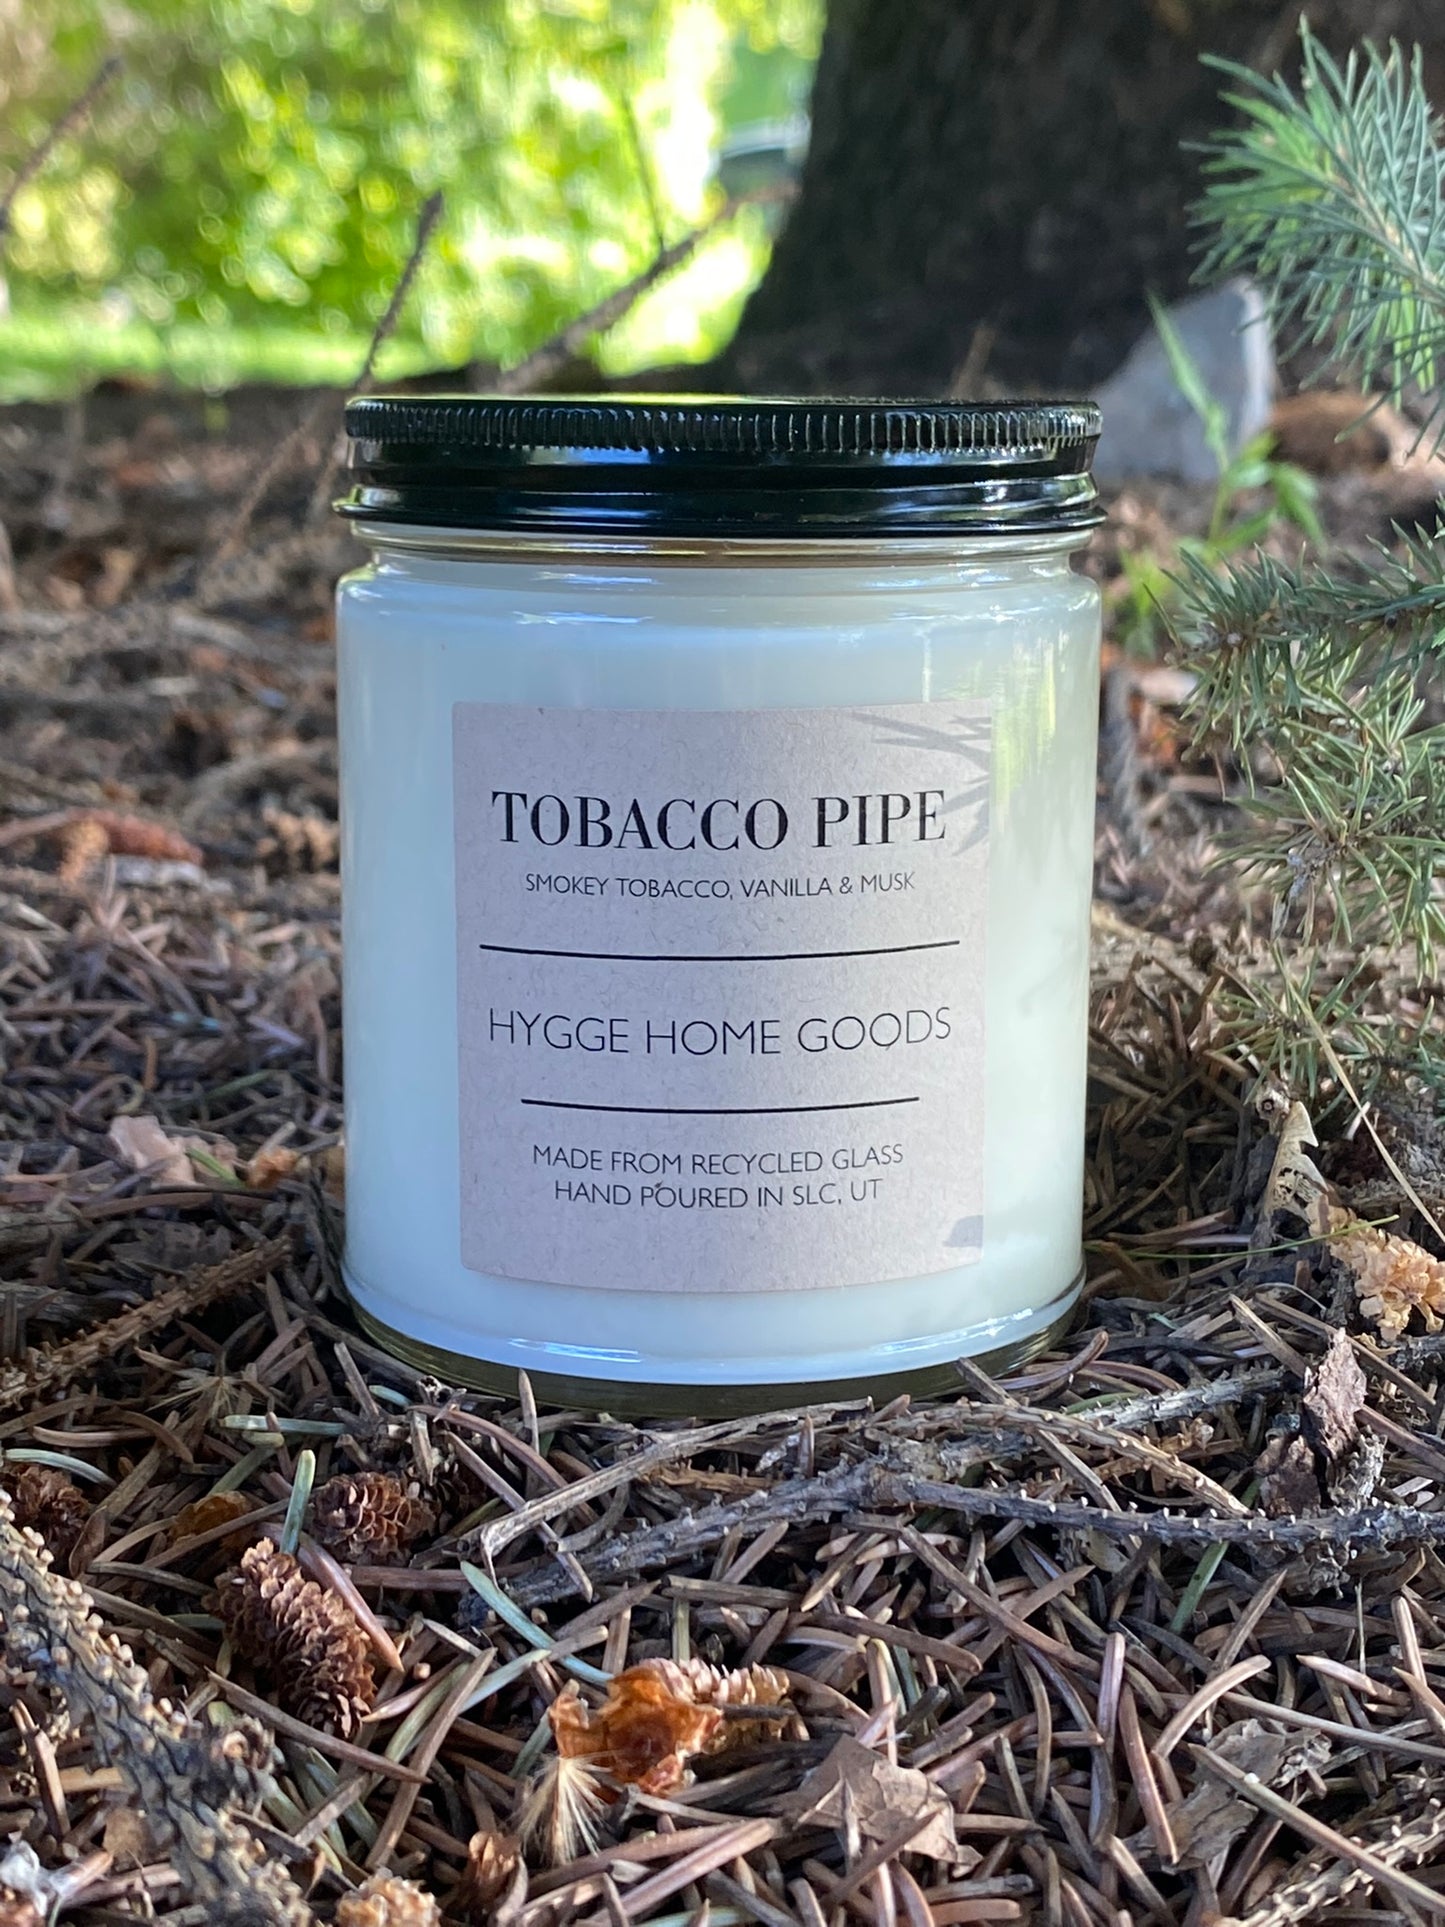 TOBACCO PIPE
SMOKEY TOBACCO, VANILLA & MUSK
HYGGE HOME GOODS
MADE FROM RECYCLED GLASS
HAND POURED IN SLC, UT